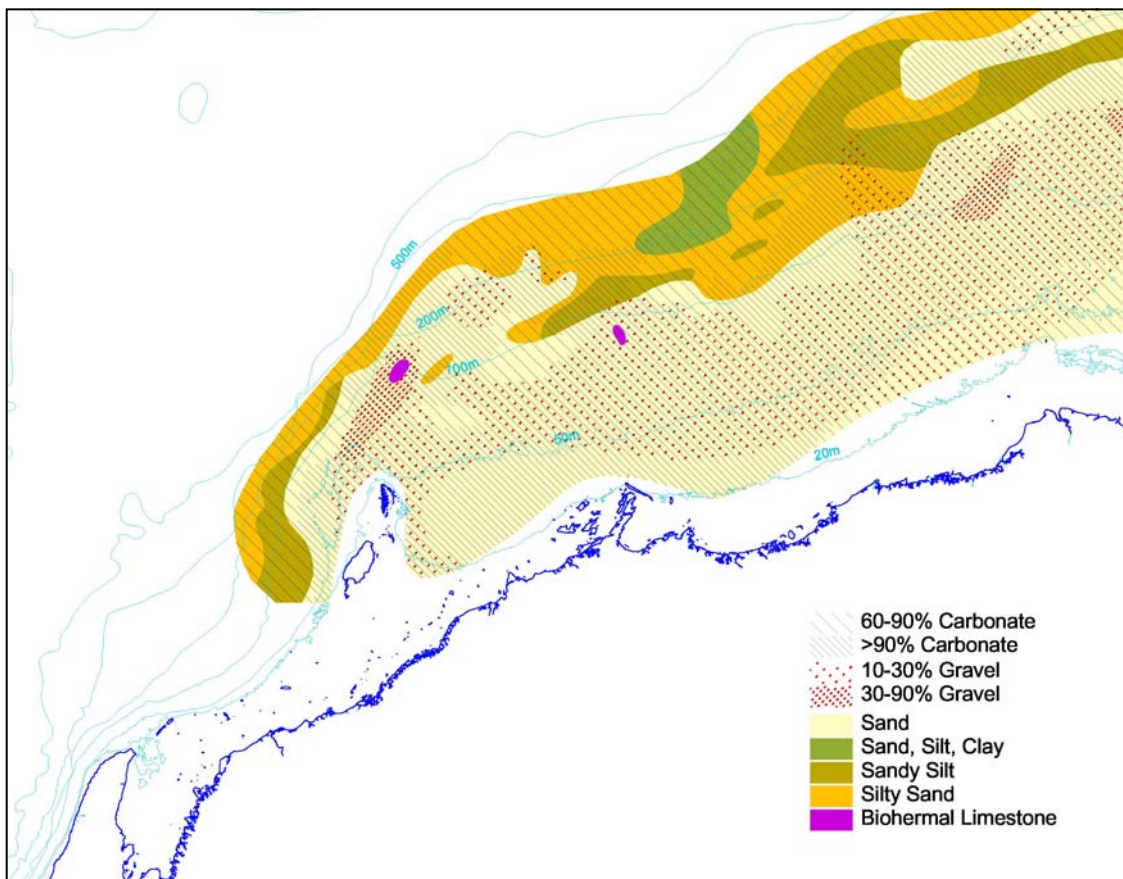 500m
200m
100m
50m
20m
60-90% Carbonate
>90% Carbonate
10-30% Gravel
30-90% Gravel
Sand
Sand, Silt, Clay
Sandy Silt
Silty Sand
Biohermal Limestone